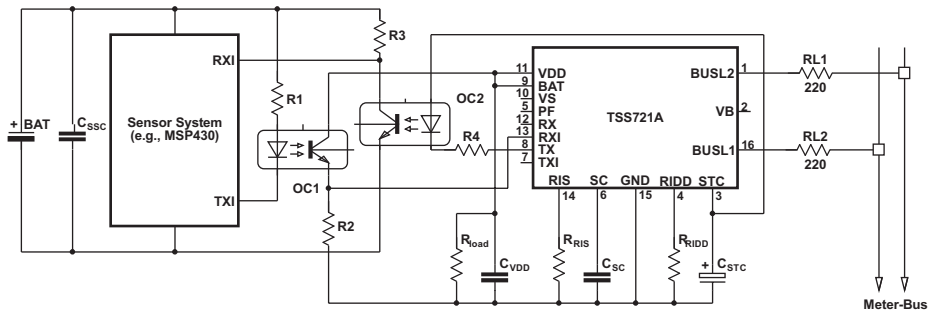 R3
RXI
11
VDD
BUSL2
1
RL1
220
9
BAT
10
VS
5
PF
12
RX
13
RXI
8
TX
7
TXI
TSS721A
VB
2
BUSL1
16
RL2
220
+ BAT
CSSC
Sensor System
(e.g., MSP430)
R1
OC2
R4
OC1
TXI
R2
RIS
SC
GND
RIDD
STC
14
6
15
4
3
Rload
CVDD
RRIS
CSC
RRIDD
+
CSTC
Meter-Bus